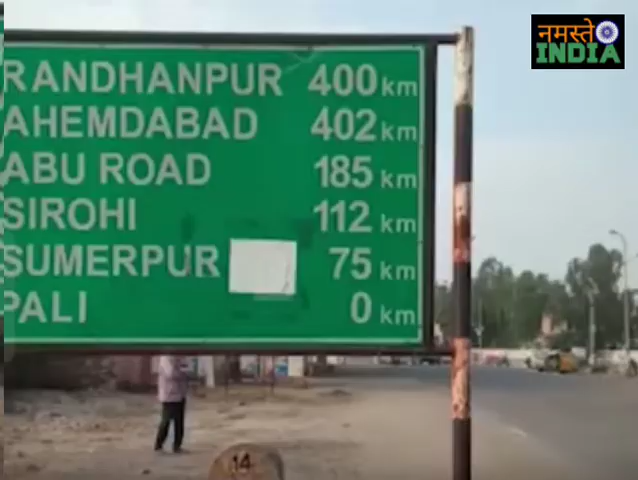 RANDHANPUR 400 km
AHEMDABAD 402 km
ABU ROAD 185 km
SIROHI 112 km
SUMERPUR 75 km
PALI 0 km
नमस्ते
INDIA
14